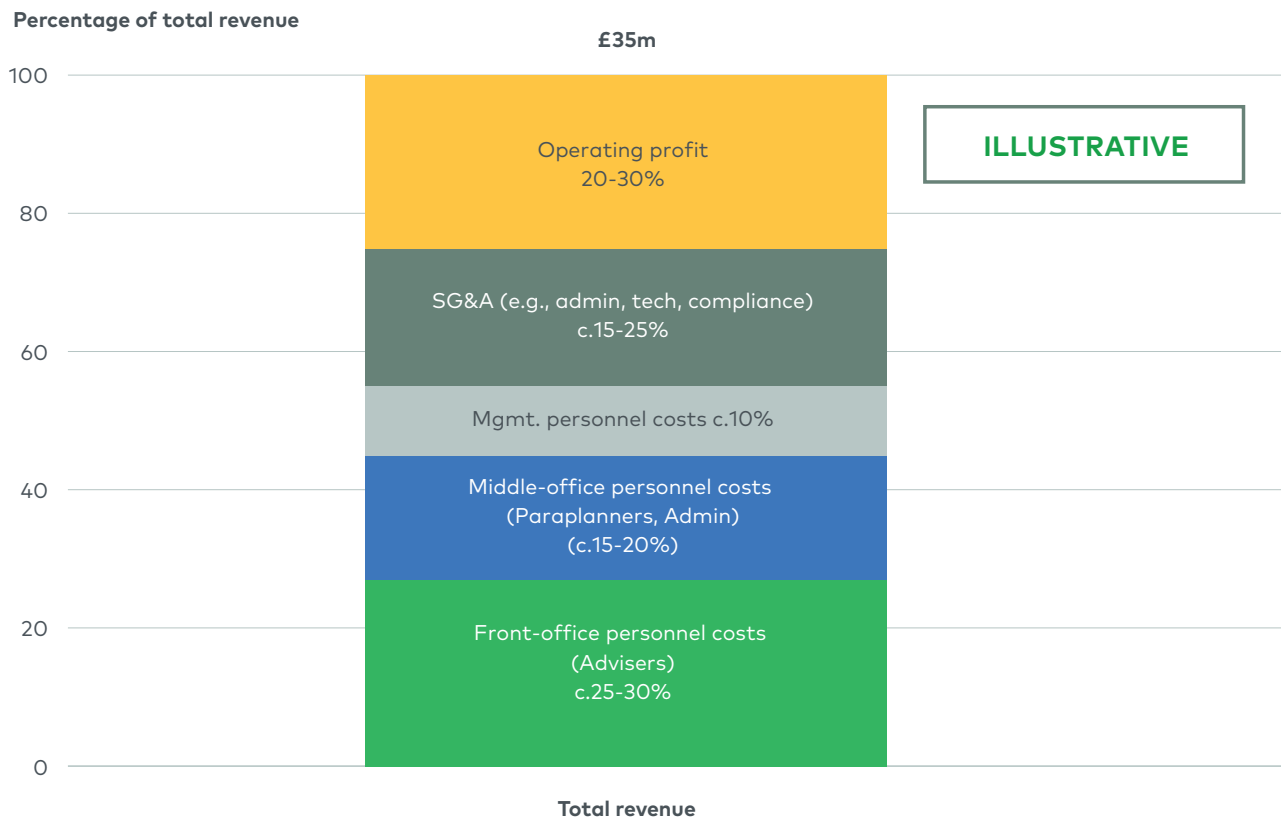 Percentage of total revenue
£35m
100
Operating profit
20-30%
ILLUSTRATIVE
80
SG&A (e.g., admin, tech, compliance)
c.15-25%
60
Mgmt. personnel costs c.10%
40
Middle-office personnel costs
(Paraplanners, Admin)
(c.15-20%)
20
Front-office personnel costs
(Advisers)
c.25-30%
0
Total revenue